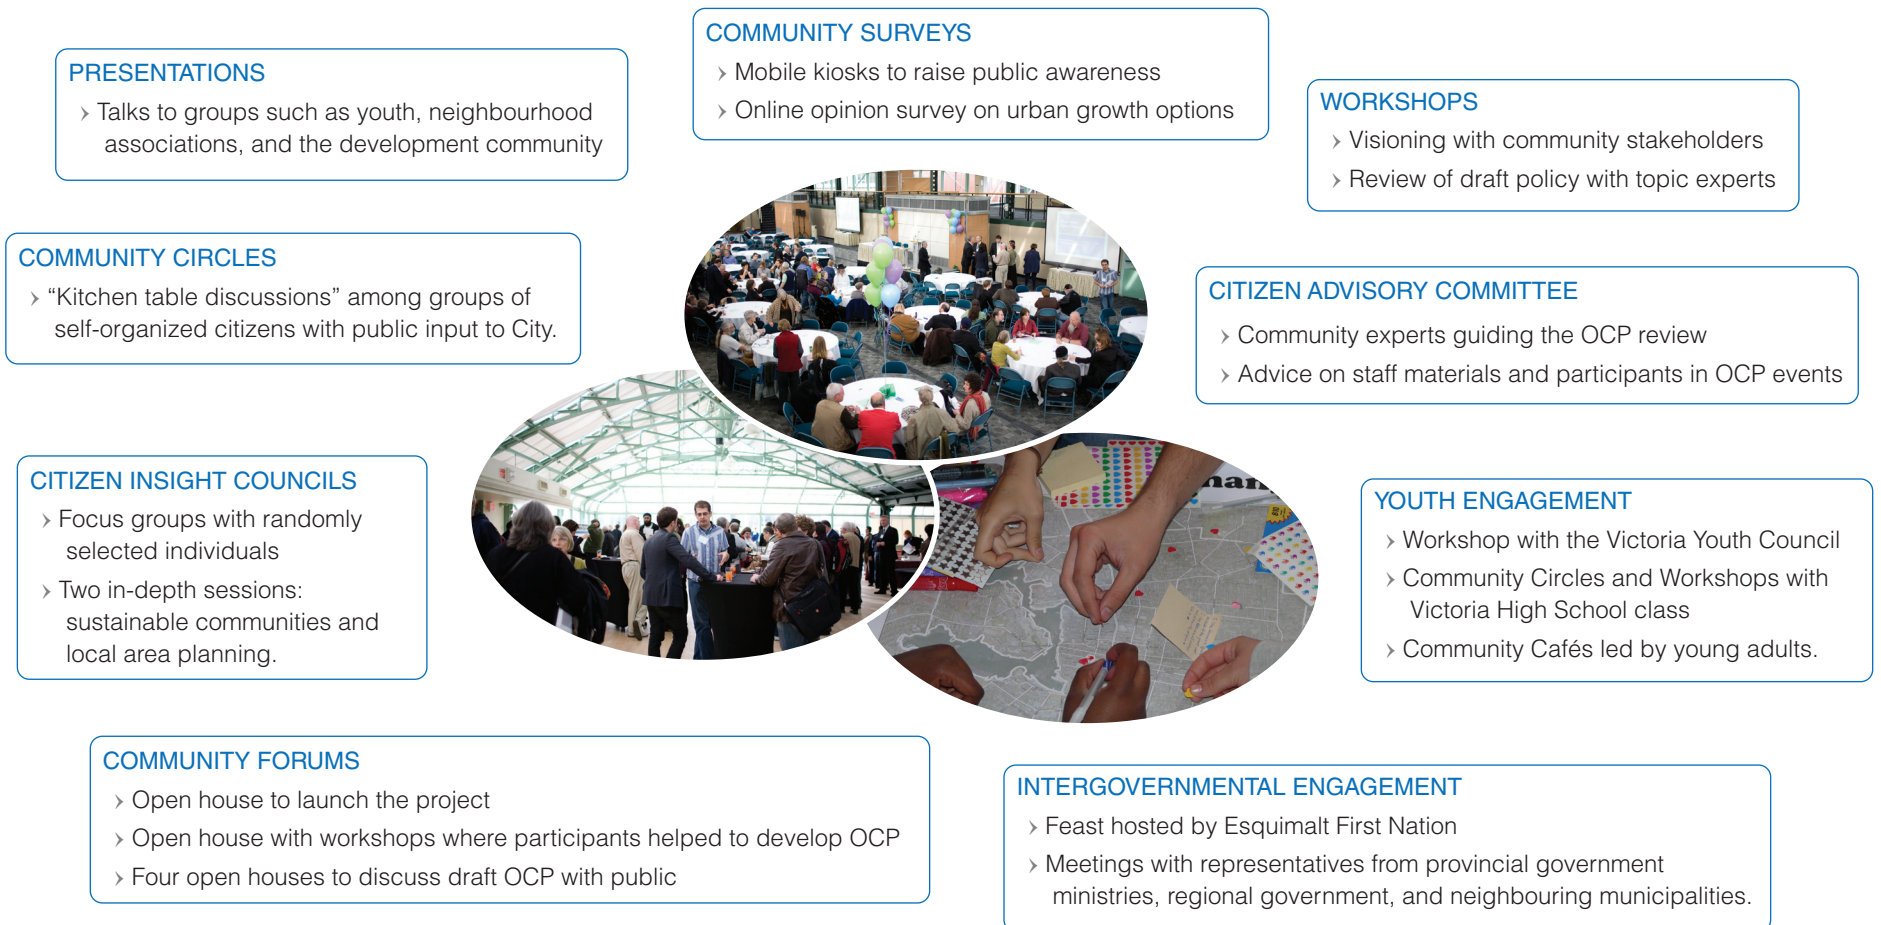 COMMUNITY SURVEYS
› Mobile kiosks to raise public awareness
› Online opinion survey on urban growth options
PRESENTATIONS
› Talks to groups such as youth, neighbourhood
associations, and the development community
WORKSHOPS
› Visioning with community stakeholders
› Review of draft policy with topic experts
COMMUNITY CIRCLES
› “Kitchen table discussions” among groups of
self-organized citizens with public input to City.
CITIZEN ADVISORY COMMITTEE
› Community experts guiding the OCP review
› Advice on staff materials and participants in OCP events
CITIZEN INSIGHT COUNCILS
› Focus groups with randomly
selected individuals
› Two in-depth sessions:
sustainable communities and
local area planning.
YOUTH ENGAGEMENT
› Workshop with the Victoria Youth Council
› Community Circles and Workshops with
Victoria High School class
› Community Cafés led by young adults.
COMMUNITY FORUMS
› Open house to launch the project
› Open house with workshops where participants helped to develop OCP
› Four open houses to discuss draft OCP with public
INTERGOVERNMENTAL ENGAGEMENT
› Feast hosted by Esquimalt First Nation
› Meetings with representatives from provincial government
ministries, regional government, and neighbouring municipalities.